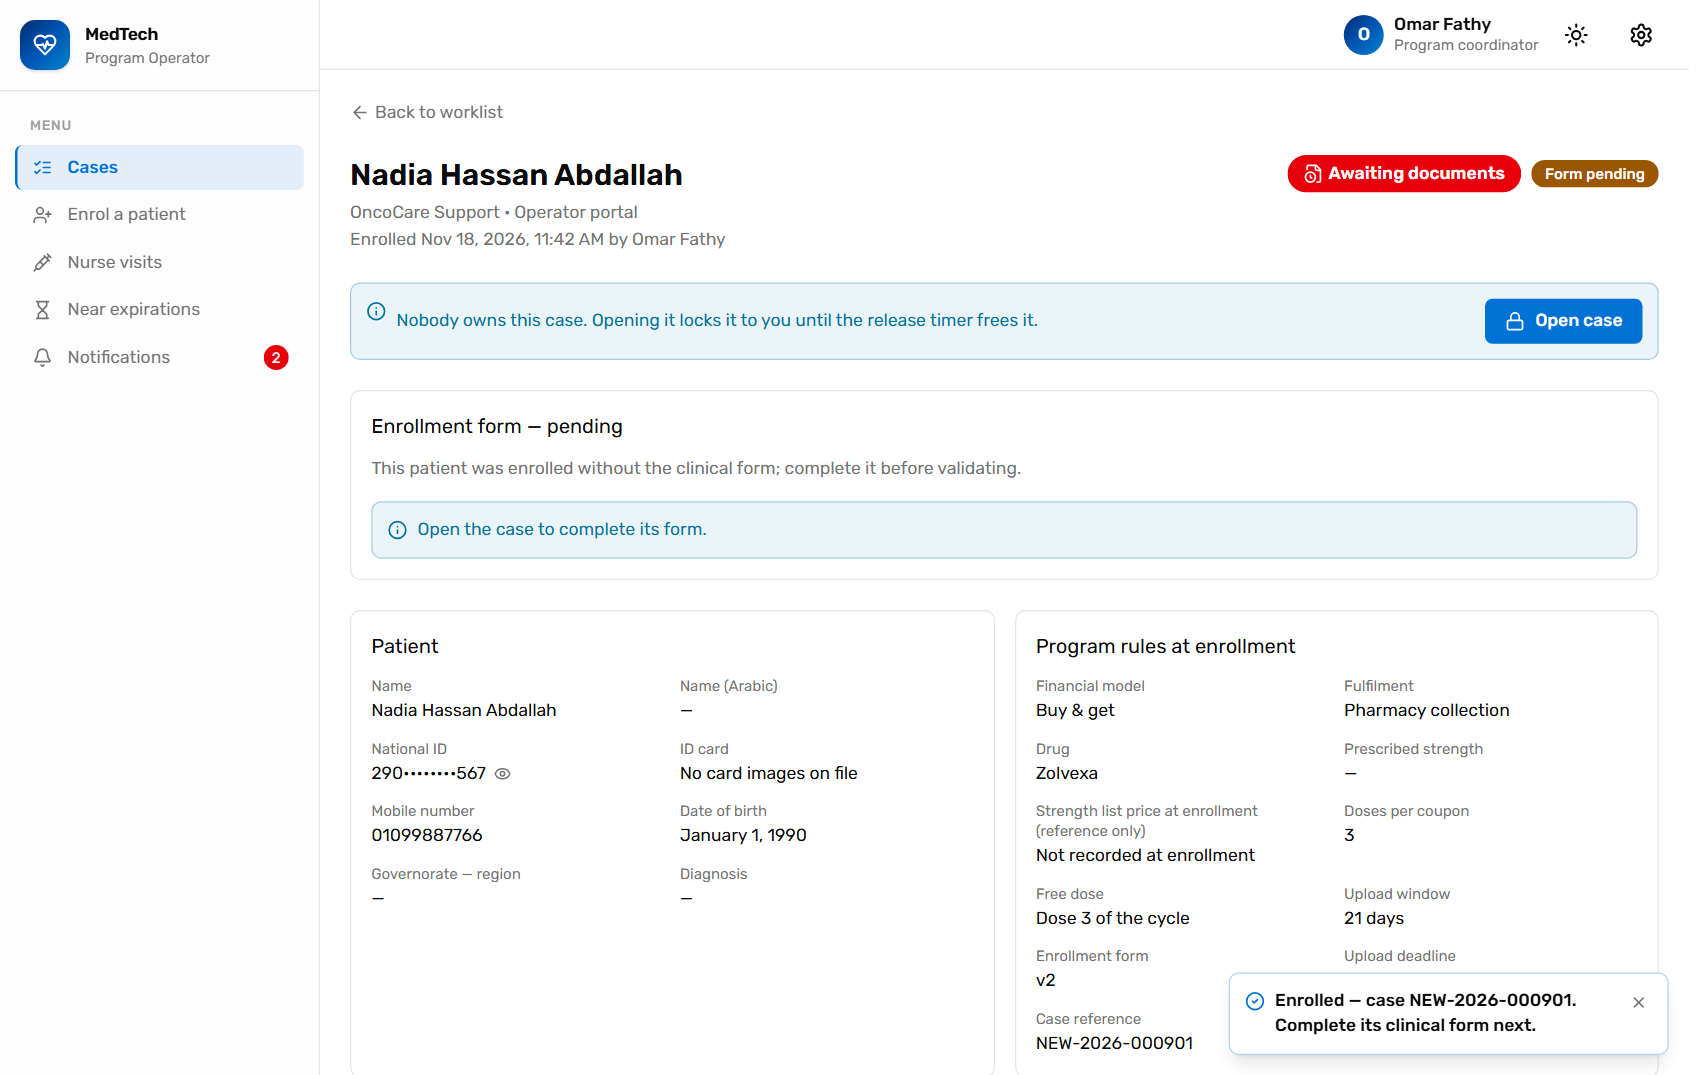 MedTech
Program Operator
Omar Fathy
Program coordinator
O
MENU
Cases
Enrol a patient
Nurse visits
Near expirations
Notifications
2
Back to worklist
Nadia Hassan Abdallah
Awaiting documents
Form pending
OncoCare Support • Operator portal
Enrolled Nov 18, 2026, 11:42 AM by Omar Fathy
Nobody owns this case. Opening it locks it to you until the release timer frees it.
Open case
Enrollment form — pending
This patient was enrolled without the clinical form; complete it before validating.
Open the case to complete its form.
Patient
Name
Nadia Hassan Abdallah
Name (Arabic)
—
National ID
290••••••••567
ID card
No card images on file
Mobile number
01099887766
Date of birth
January 1, 1990
Governorate — region
—
Diagnosis
—
Program rules at enrollment
Financial model
Buy & get
Fulfilment
Pharmacy collection
Drug
Zolvexa
Prescribed strength
—
Strength list price at enrollment
(reference only)
Not recorded at enrollment
Doses per coupon
3
Free dose
Dose 3 of the cycle
Upload window
21 days
Enrollment form
v2
Upload deadline
Case reference
NEW-2026-000901
Enrolled — case NEW-2026-000901.
Complete its clinical form next.